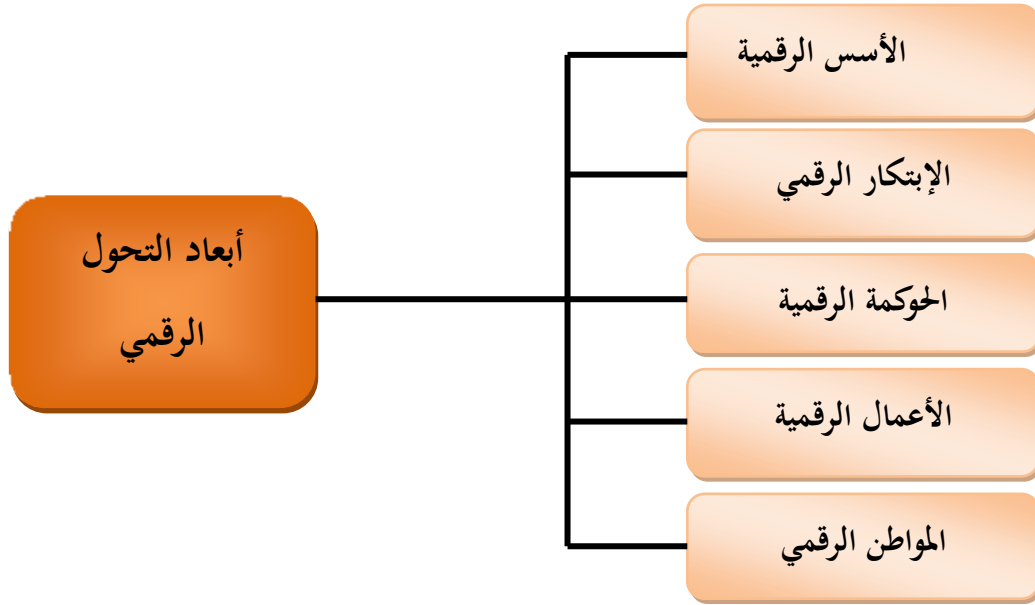 أبعاد التحول
الرقمي
الأسس الرقمية
الإبتكار الرقمي
الحوكمة الرقمية
الأعمال الرقمية
المواطن الرقمي